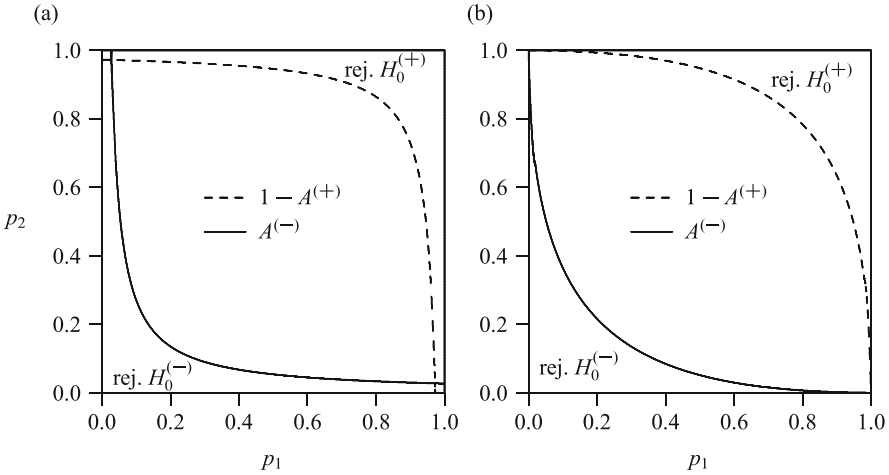 (a)
1.0
0.8
0.6
0.4
0.2
0.0
p₂
rej. H₀⁽⁺⁾
1 − A⁽⁺⁾
A⁽⁻⁾
rej. H₀⁽⁻⁾
0.0 0.2 0.4 0.6 0.8 1.0
p₁
(b)
1.0
0.8
0.6
0.4
0.2
0.0
rej. H₀⁽⁺⁾
1 − A⁽⁺⁾
A⁽⁻⁾
rej. H₀⁽⁻⁾
0.0 0.2 0.4 0.6 0.8 1.0
p₁